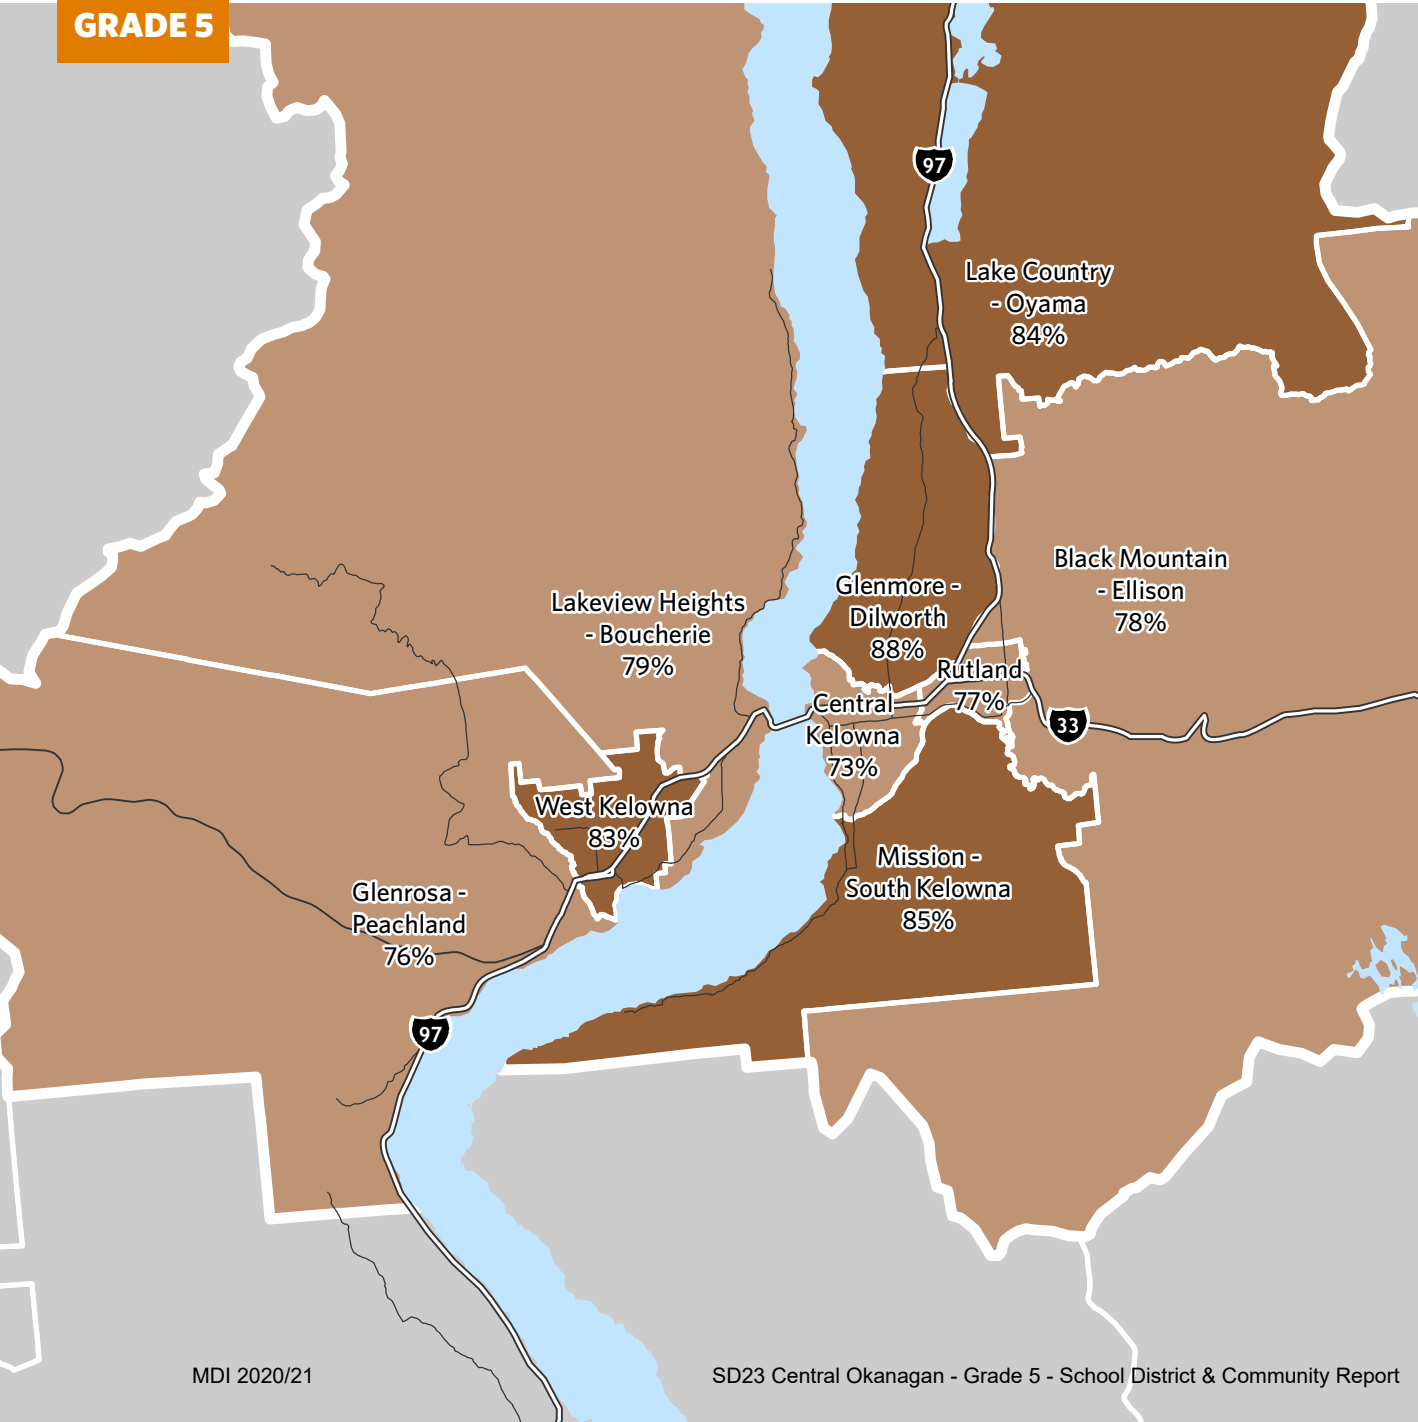 GRADE 5
97
Lake Country
- Oyama
84%
Black Mountain
- Ellison
78%
Glenmore -
Dilworth
88%
Lakeview Heights
- Boucherie
79%
Rutland
77%
Central
Kelowna
73%
33
West Kelowna
83%
Mission -
South Kelowna
85%
Glenrosa -
Peachland
76%
97
MDI 2020/21
SD23 Central Okanagan - Grade 5 - School District & Community Report